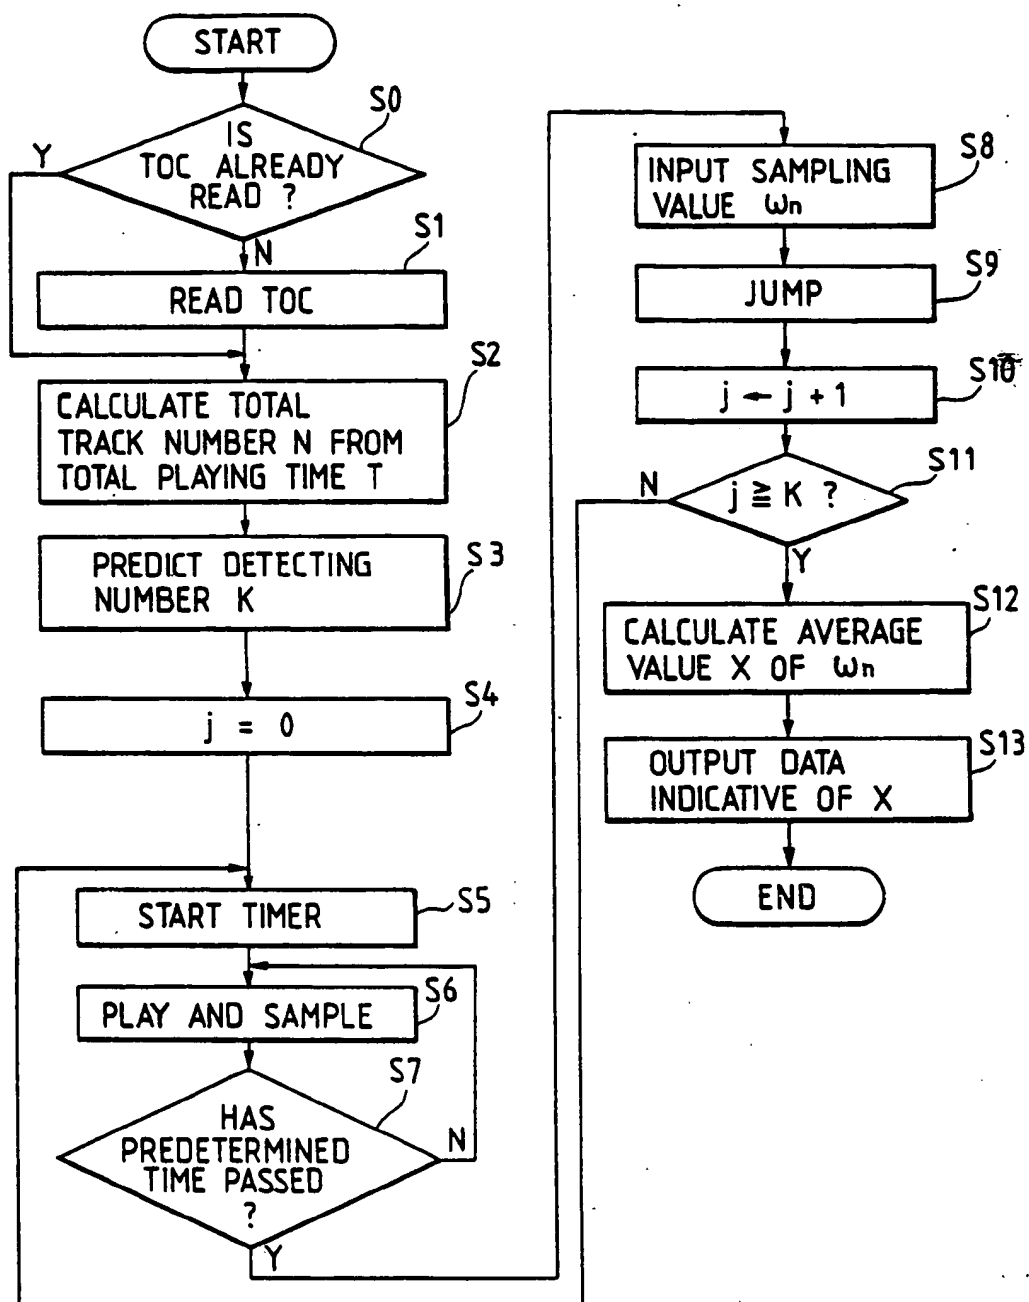 START
S0
IS
TOC ALREADY
READ ?
Y
N
S1
READ TOC
S2
CALCULATE TOTAL
TRACK NUMBER N FROM
TOTAL PLAYING TIME T
S3
PREDICT DETECTING
NUMBER K
S4
j = 0
S5
START TIMER
S6
PLAY AND SAMPLE
S7
HAS
PREDETERMINED
TIME PASSED
?
N
Y
S8
INPUT SAMPLING
VALUE ωn
S9
JUMP
S10
j ← j + 1
S11
j ≧ K ?
N
Y
S12
CALCULATE AVERAGE
VALUE X OF ωn
S13
OUTPUT DATA
INDICATIVE OF X
END